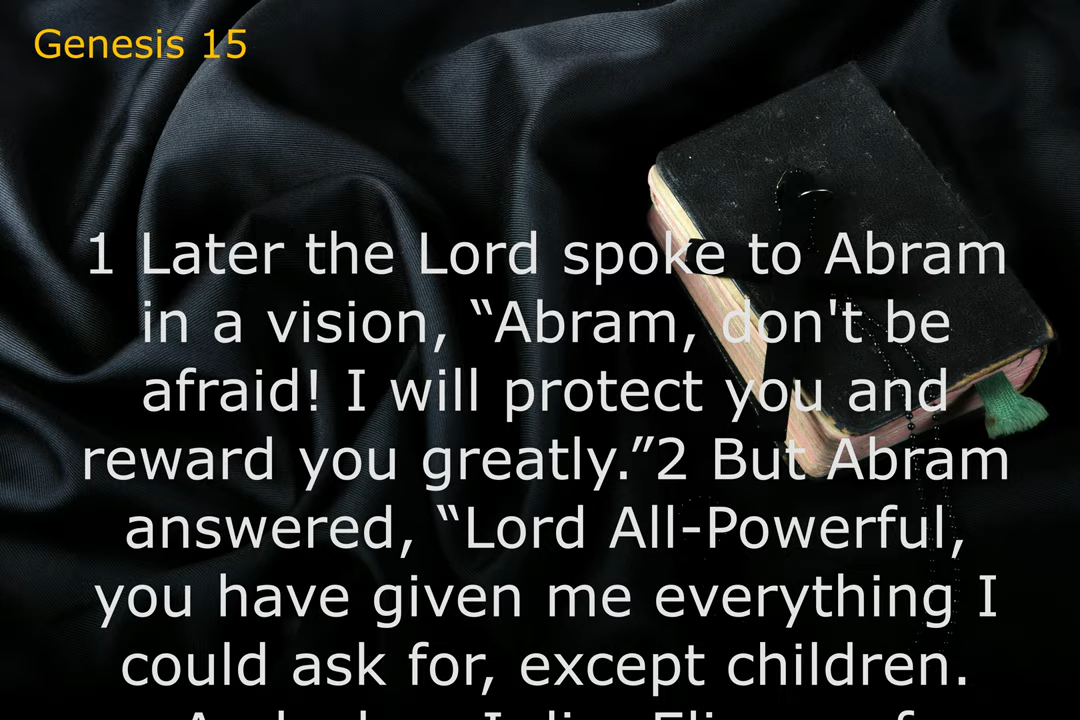 Genesis 15
1 Later the Lord spoke to Abram
in a vision, “Abram, don't be
afraid! I will protect you and
reward you greatly.”2 But Abram
answered, “Lord All-Powerful,
you have given me everything I
could ask for, except children.